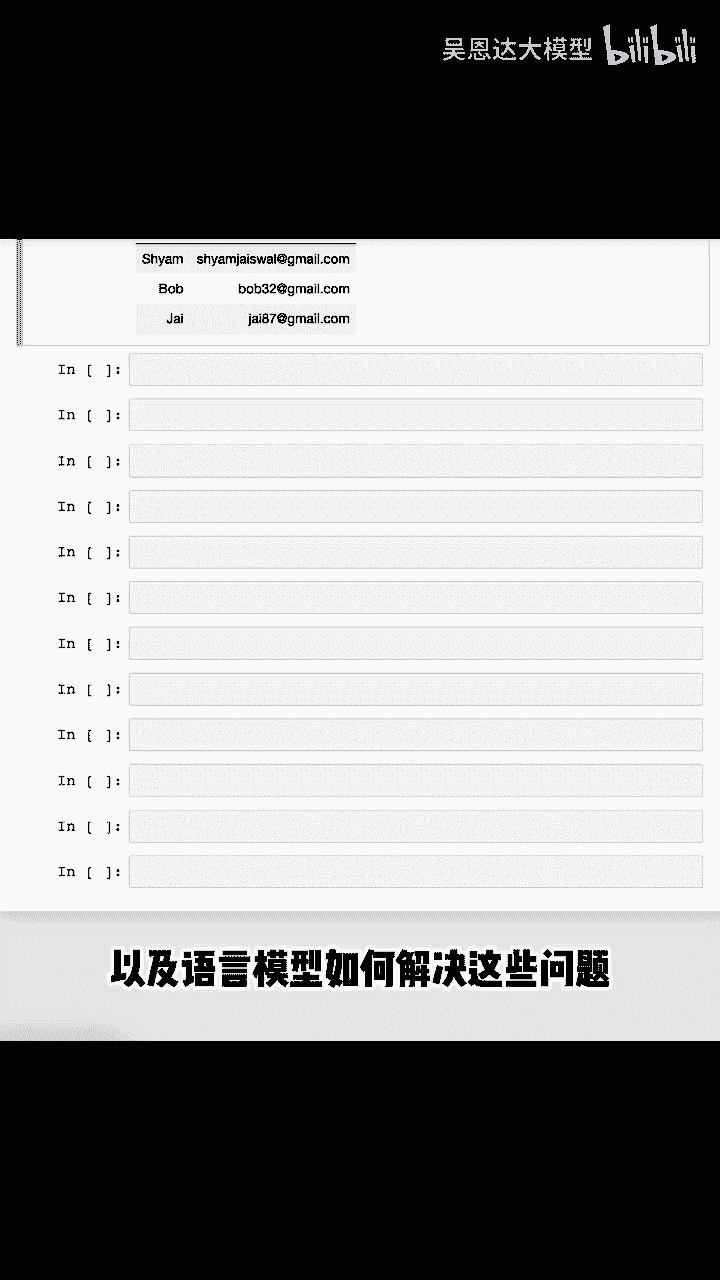 吴恩达大模型 bilibili
Shyam shyamjaiswal@gmail.com
Bob bob32@gmail.com
Jai jai87@gmail.com
In [ ]:
In [ ]:
In [ ]:
In [ ]:
In [ ]:
In [ ]:
In [ ]:
In [ ]:
In [ ]:
In [ ]:
In [ ]:
In [ ]:
以及语言模型如何解决这些问题